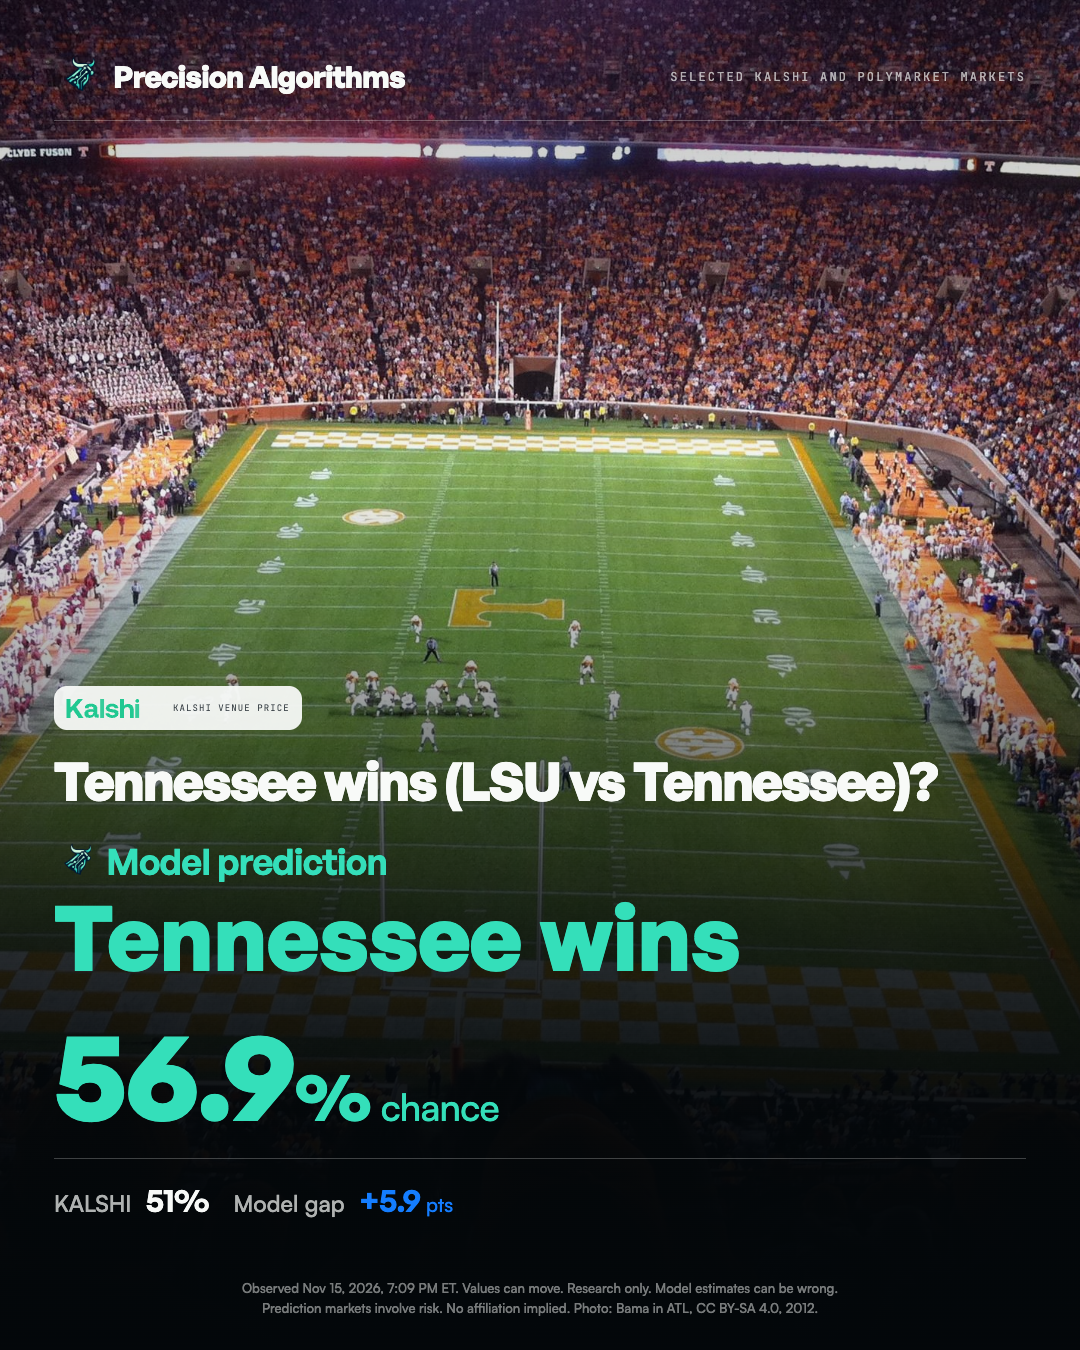 Precision Algorithms
SELECTED KALSHI AND POLYMARKET MARKETS
CLYDE FUSON T
Kalshi KALSHI VENUE PRICE
Tennessee wins (LSU vs Tennessee)?
Model prediction
Tennessee wins
56.9% chance
KALSHI 51% Model gap +5.9 pts
Observed Nov 15, 2026, 7:09 PM ET. Values can move. Research only. Model estimates can be wrong.
Prediction markets involve risk. No affiliation implied. Photo: Bama in ATL, CC BY-SA 4.0, 2012.